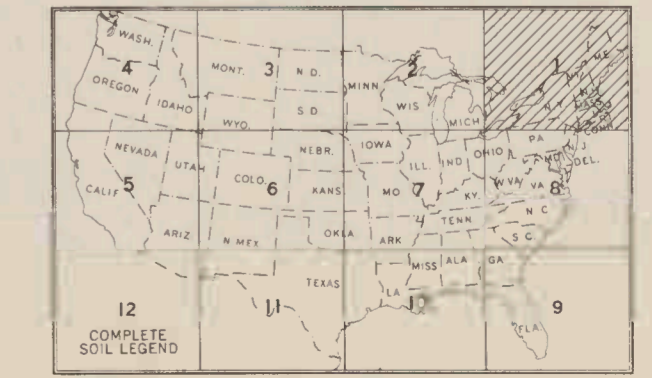 WASH.
4
OREGON
IDAHO
MONT.
3
N D.
S D
WYO.
2
MINN
WIS
MICH
1
ME
N Y
N H
MASS
CONN
NEVADA
UTAH
5
CALIF
ARIZ
NEBR.
COLO.
6
KANS
N MEX
OKLA
IOWA
ILL.
IND
MO
7
KY.
TENN
ARK
OHIO
PA
J
MD
DEL.
W VA
VA
8
N C
S C
MISS
ALA
GA
LA
TEXAS
12
COMPLETE
SOIL LEGEND
11
10
9
FLA